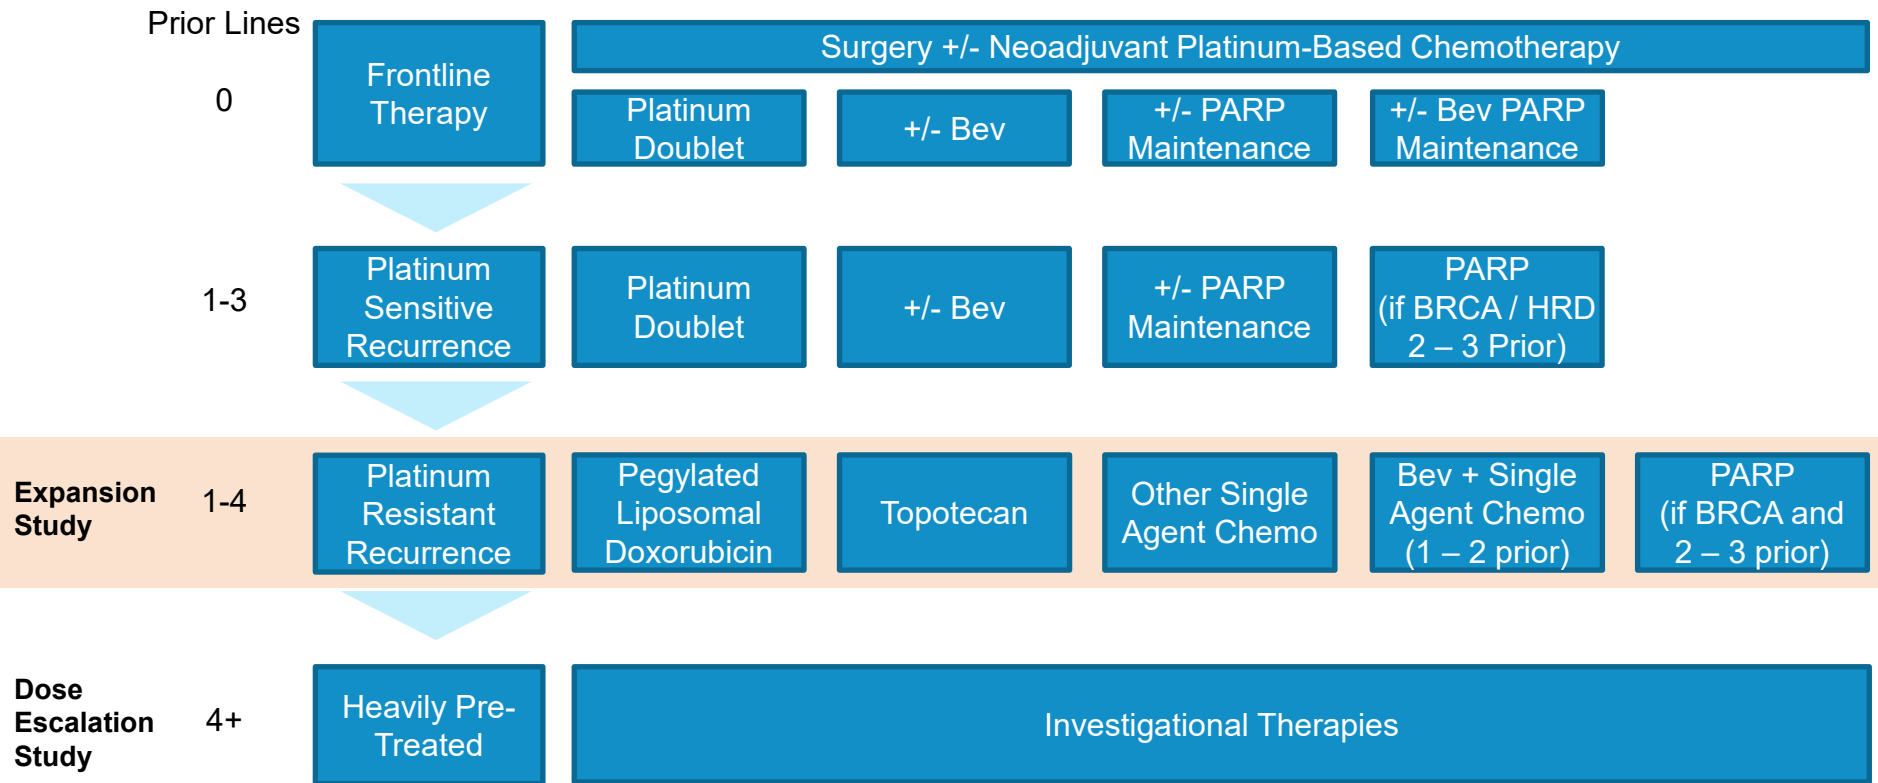 Prior Lines
0
Frontline
Therapy
Surgery +/- Neoadjuvant Platinum-Based Chemotherapy
Platinum
Doublet
+/- Bev
+/- PARP
Maintenance
+/- Bev PARP
Maintenance
1-3
Platinum
Sensitive
Recurrence
Platinum
Doublet
+/- Bev
+/- PARP
Maintenance
PARP
(if BRCA / HRD
2 – 3 Prior)
Expansion
Study
1-4
Platinum
Resistant
Recurrence
Pegylated
Liposomal
Doxorubicin
Topotecan
Other Single
Agent Chemo
Bev + Single
Agent Chemo
(1 – 2 prior)
PARP
(if BRCA and
2 – 3 prior)
Dose
Escalation
Study
4+
Heavily Pre-
Treated
Investigational Therapies